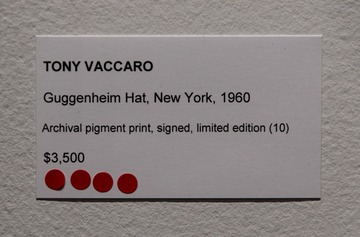 TONY VACCARO
Guggenheim Hat, New York, 1960
Archival pigment print, signed, limited edition (10)
$3,500